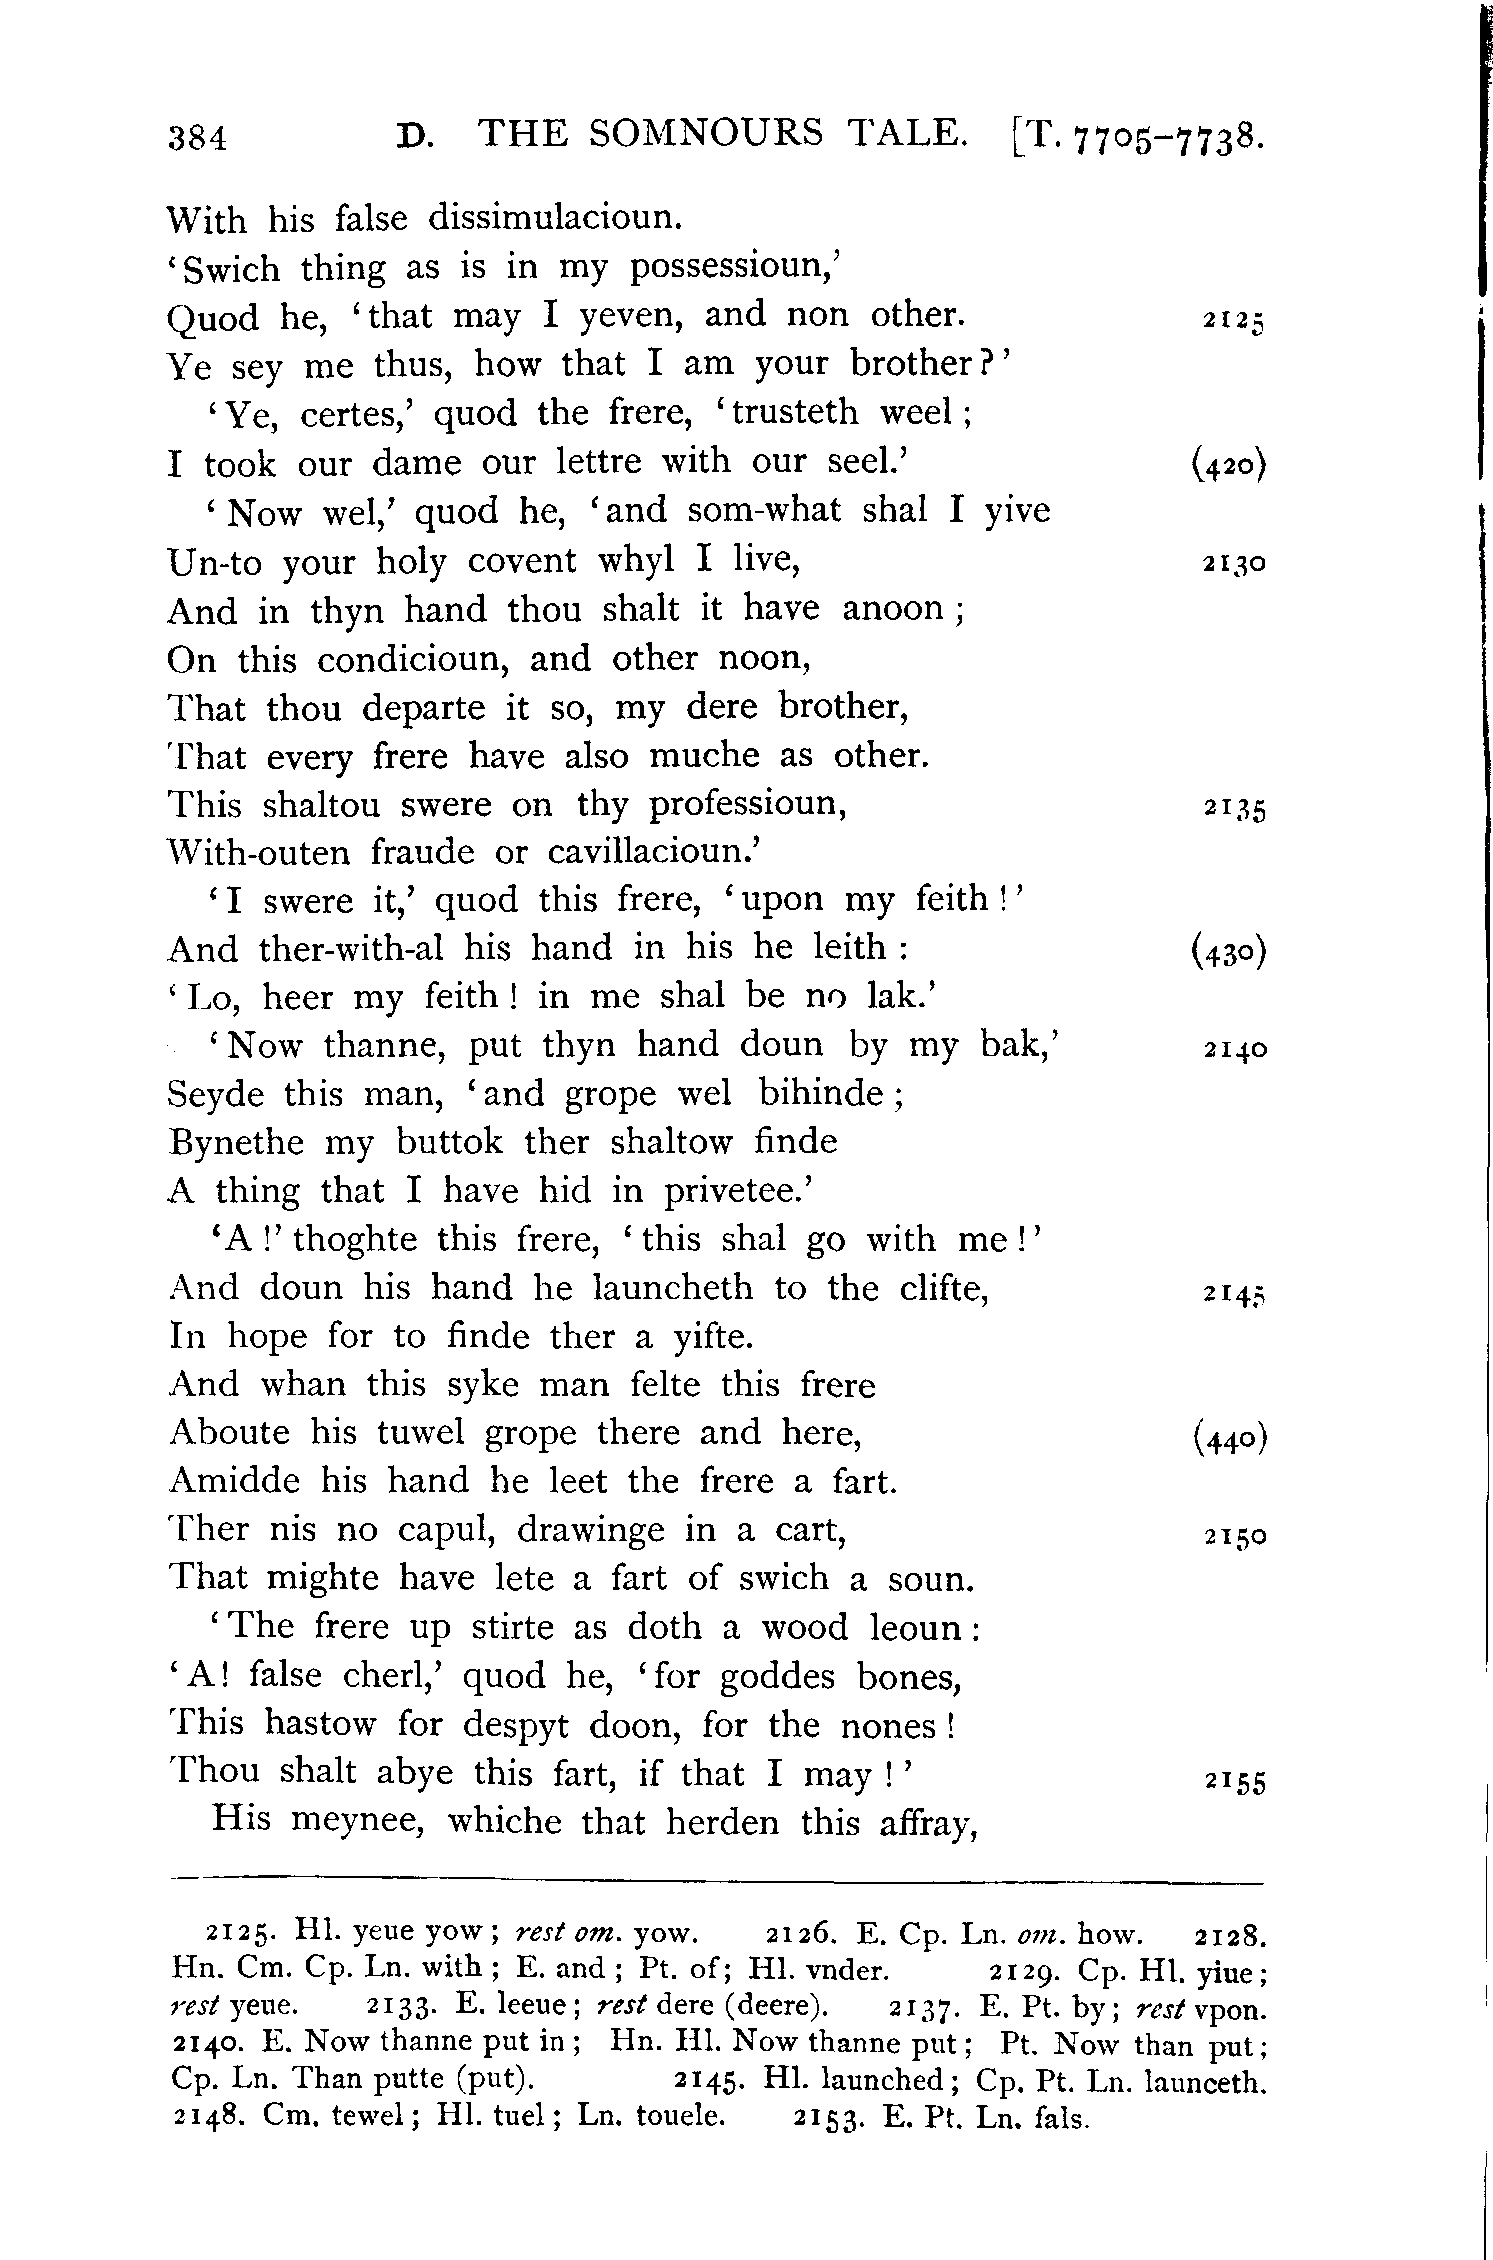 384 D. THE SOMNOURS TALE. [T. 7705–7738.
With his false dissimulacioun.
‘Swich thing as is in my possessioun,’
Quod he, ‘that may I yeven, and non other. 2125
Ye sey me thus, how that I am your brother?’
‘Ye, certes,’ quod the frere, ‘trusteth weel;
I took our dame our lettre with our seel.’ (420)
‘Now wel,’ quod he, ‘and som-what shal I yive
Un-to your holy covent whyl I live, 2130
And in thyn hand thou shalt it have anoon;
On this condicioun, and other noon,
That thou departe it so, my dere brother,
That every frere have also muche as other.
This shaltou swere on thy professioun, 2135
With-outen fraude or cavillacioun.’
‘I swere it,’ quod this frere, ‘upon my feith!’
And ther-with-al his hand in his he leith: (430)
‘Lo, heer my feith! in me shal be no lak.’
‘Now thanne, put thyn hand doun by my bak,’ 2140
Seyde this man, ‘and grope wel bihinde;
Bynethe my buttok ther shaltow finde
A thing that I have hid in privetee.’
‘A!’ thoghte this frere, ‘this shal go with me!’
And doun his hand he launcheth to the clifte, 2145
In hope for to finde ther a yifte.
And whan this syke man felte this frere
Aboute his tuwel grope there and here, (440)
Amidde his hand he leet the frere a fart.
Ther nis no capul, drawinge in a cart, 2150
That mighte have lete a fart of swich a soun.
‘The frere up stirte as doth a wood leoun:
‘A! false cherl,’ quod he, ‘for goddes bones,
This hastow for despyt doon, for the nones!
Thou shalt abye this fart, if that I may!’ 2155
His meynee, whiche that herden this affray,
2125. Hl. yeue yow; rest om. yow. 2126. E. Cp. Ln. om. how. 2128.
Hn. Cm. Cp. Ln. with; E. and; Pt. of; Hl. vnder. 2129. Cp. Hl. yiue;
rest yeue. 2133. E. leeue; rest dere (deere). 2137. E. Pt. by; rest vpon.
2140. E. Now thanne put in; Hn. Hl. Now thanne put; Pt. Now than put;
Cp. Ln. Than putte (put). 2145. Hl. launched; Cp. Pt. Ln. launceth.
2148. Cm. tewel; Hl. tuel; Ln. touele. 2153. E. Pt. Ln. fals.